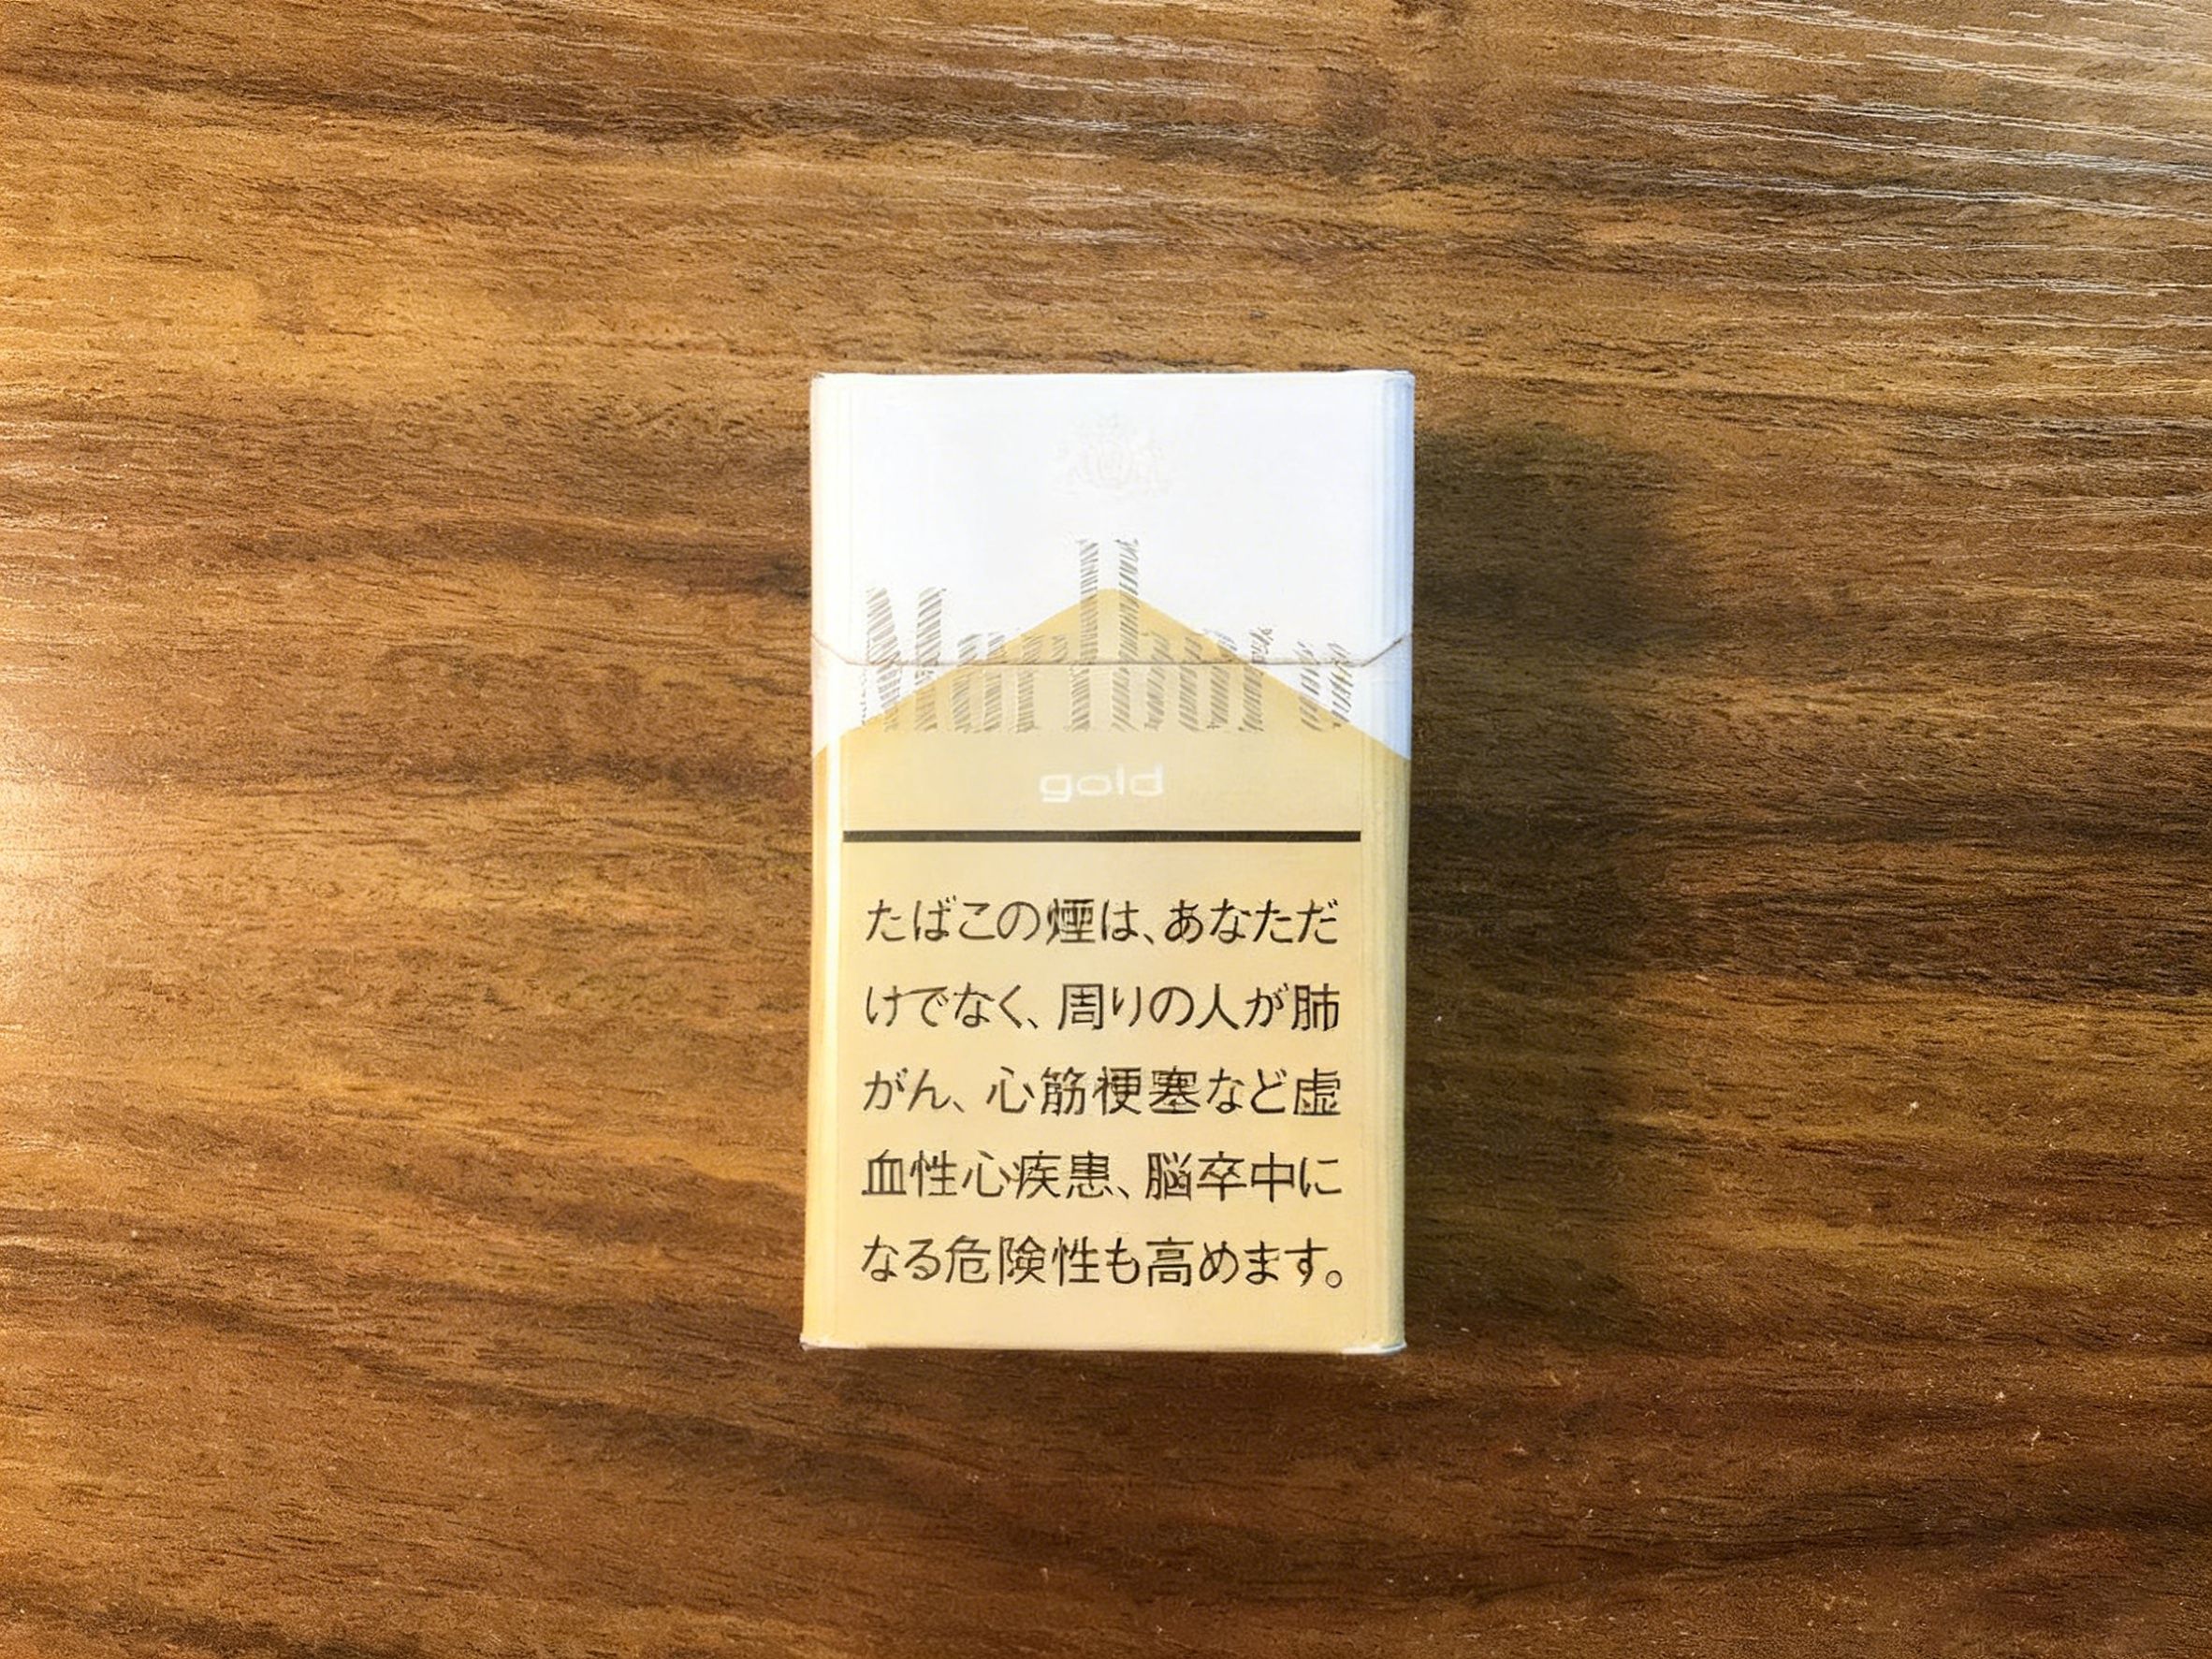 Marlboro
gold
たばこの煙は、あなただ
けでなく、周りの人が肺
がん、心筋梗塞など虚
血性心疾患、脳卒中に
なる危険性も高めます。